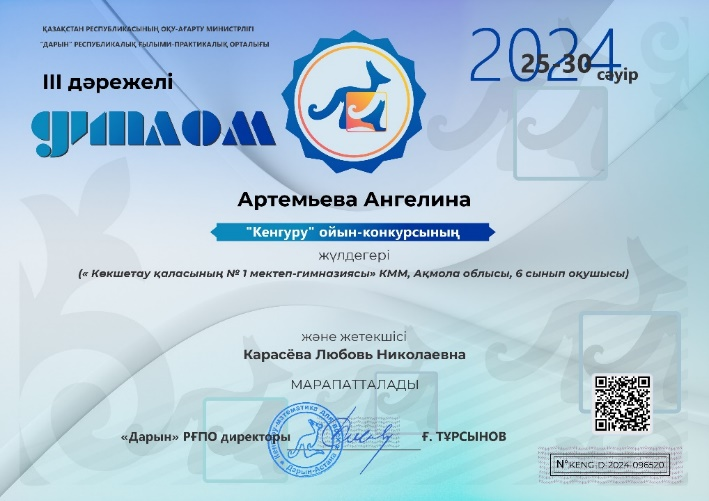 ҚАЗАҚСТАН РЕСПУБЛИКАСЫНЫҢ ОҚУ-АҒАРТУ МИНИСТРЛІГІ
"ДАРЫН" РЕСПУБЛИКАЛЫҚ ҒЫЛЫМИ-ПРАКТИКАЛЫҚ ОРТАЛЫҒЫ
2024
25-30 сәуір
III дәрежелі
диплом
Артемьева Ангелина
"Кенгуру" ойын-конкурсының
жүлдегері
(« Көкшетау қаласының № 1 мектеп-гимназиясы» КММ, Ақмола облысы, 6 сынып оқушысы)
және жетекшісі
Карасёва Любовь Николаевна
МАРАПАТТАЛАДЫ
«Дарын» РҒПО директоры
Ғ. ТҰРСЫНОВ
N°KENG-D-2024-096520